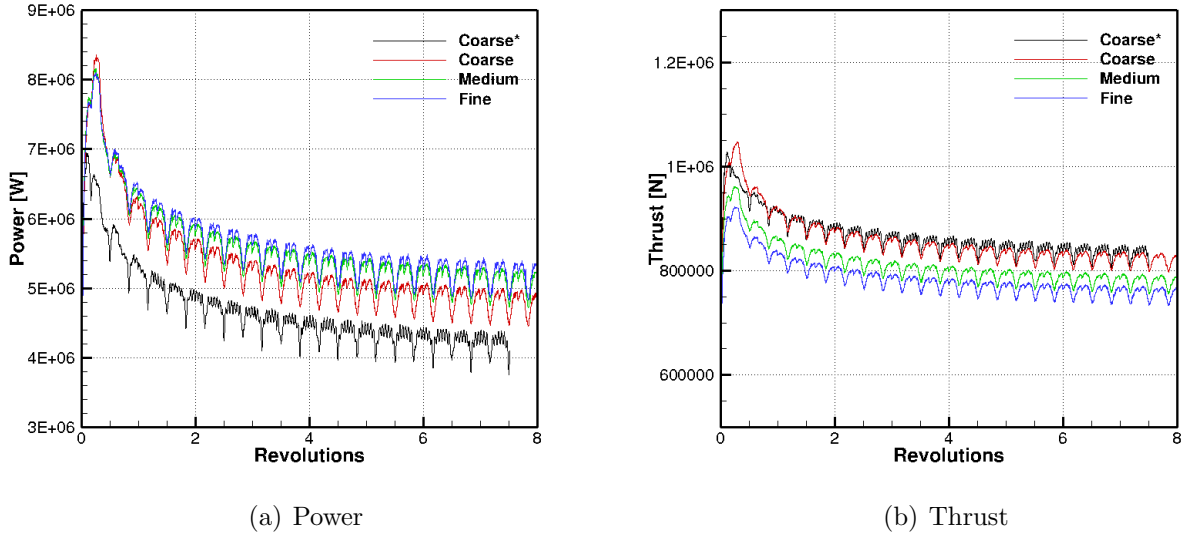 9E+06
8E+06
7E+06
6E+06
5E+06
4E+06
3E+06
Power [W]
Coarse*
Coarse
Medium
Fine
0 2 4 6 8
Revolutions
(a) Power
1.2E+06
1E+06
800000
600000
Thrust [N]
Coarse*
Coarse
Medium
Fine
0 2 4 6 8
Revolutions
(b) Thrust